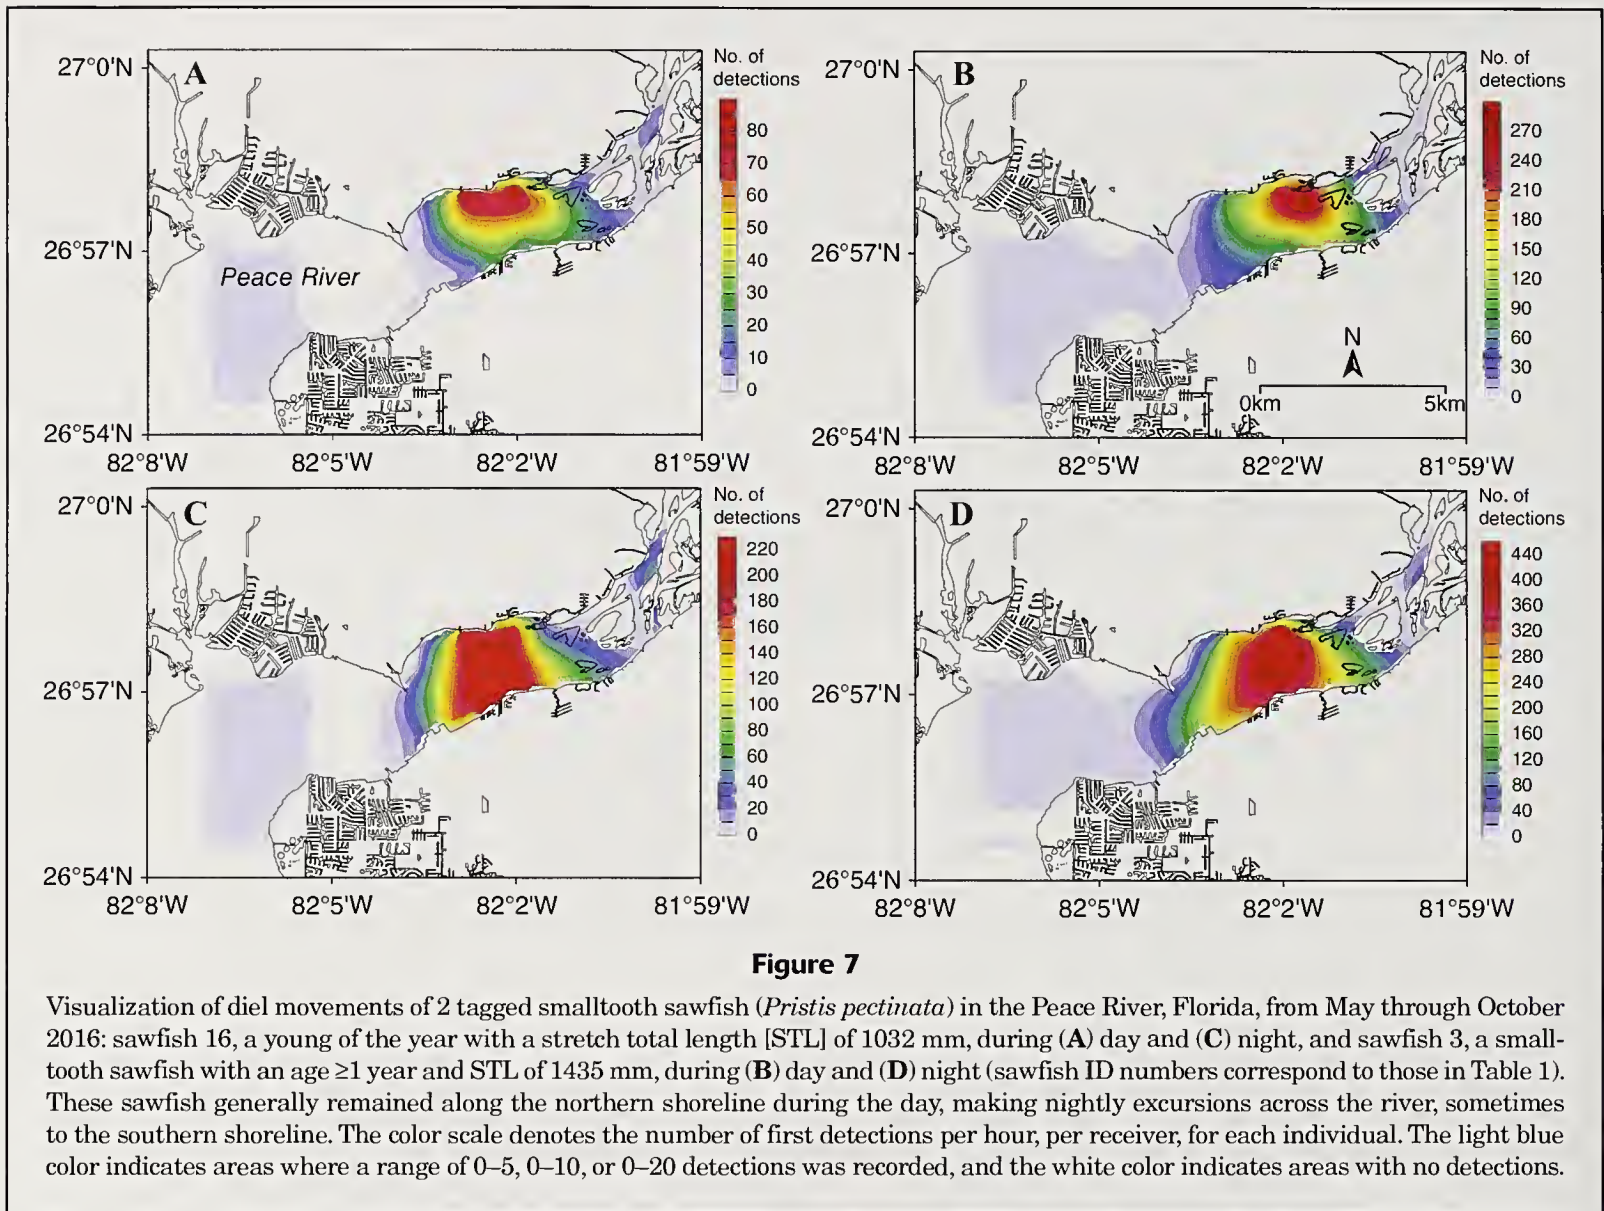 A
No. of
detections
80
70
60
50
40
30
20
10
0
27°0'N
26°57'N
26°54'N
82°8'W 82°5'W 82°2'W 81°59'W
Peace River
B
No. of
detections
270
240
210
180
150
120
90
60
30
0
27°0'N
26°57'N
26°54'N
82°8'W 82°5'W 82°2'W 81°59'W
N
0km 5km
C
No. of
detections
220
200
180
160
140
120
100
80
60
40
20
0
27°0'N
26°57'N
26°54'N
82°8'W 82°5'W 82°2'W 81°59'W
D
No. of
detections
440
400
360
320
280
240
200
160
120
80
40
0
27°0'N
26°57'N
26°54'N
82°8'W 82°5'W 82°2'W 81°59'W
Figure 7
Visualization of diel movements of 2 tagged smalltooth sawfish (Pristis pectinata) in the Peace River, Florida, from May through October
2016: sawfish 16, a young of the year with a stretch total length [STL] of 1032 mm, during (A) day and (C) night, and sawfish 3, a small-
tooth sawfish with an age ≥1 year and STL of 1435 mm, during (B) day and (D) night (sawfish ID numbers correspond to those in Table 1).
These sawfish generally remained along the northern shoreline during the day, making nightly excursions across the river, sometimes
to the southern shoreline. The color scale denotes the number of first detections per hour, per receiver, for each individual. The light blue
color indicates areas where a range of 0–5, 0–10, or 0–20 detections was recorded, and the white color indicates areas with no detections.